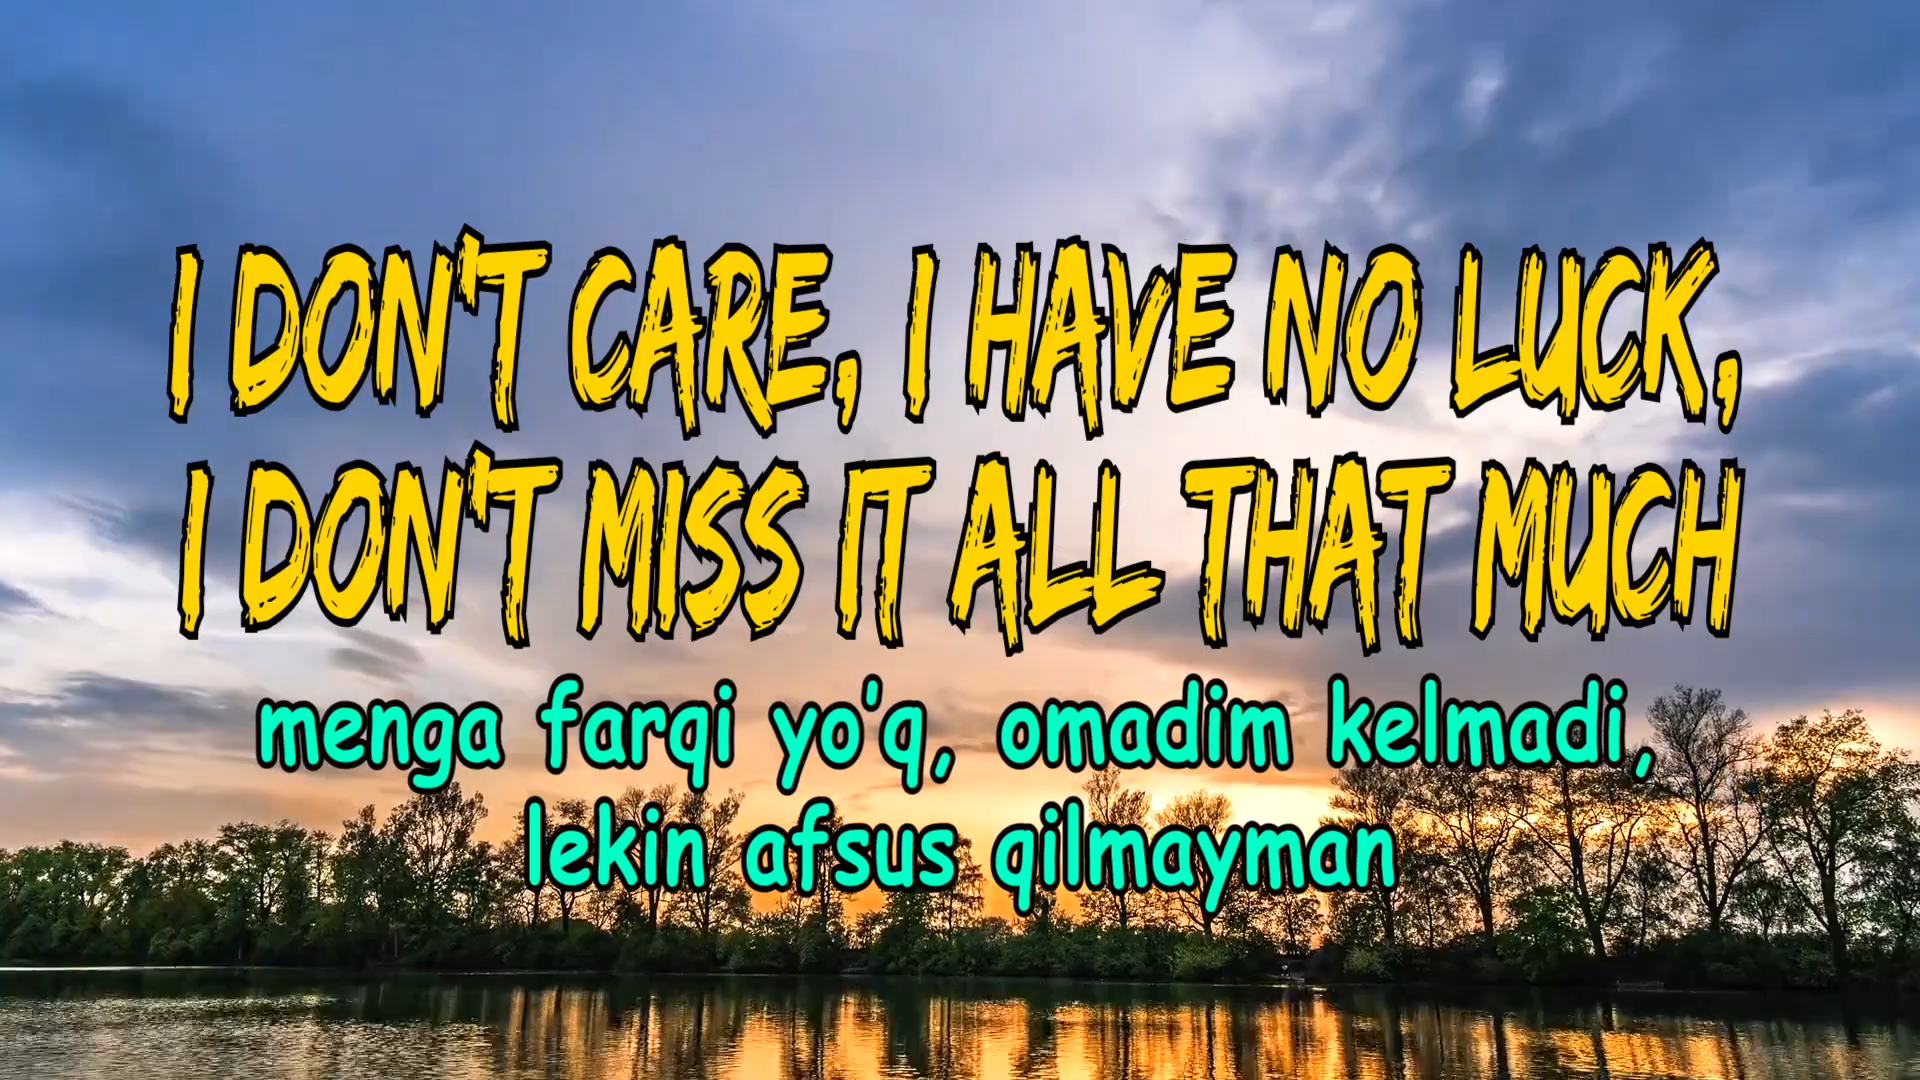 I DON'T CARE, I HAVE NO LUCK,
I DON'T MISS IT ALL THAT MUCH
menga farqi yo'q, omadim kelmadi,
lekin afsus qilmayman